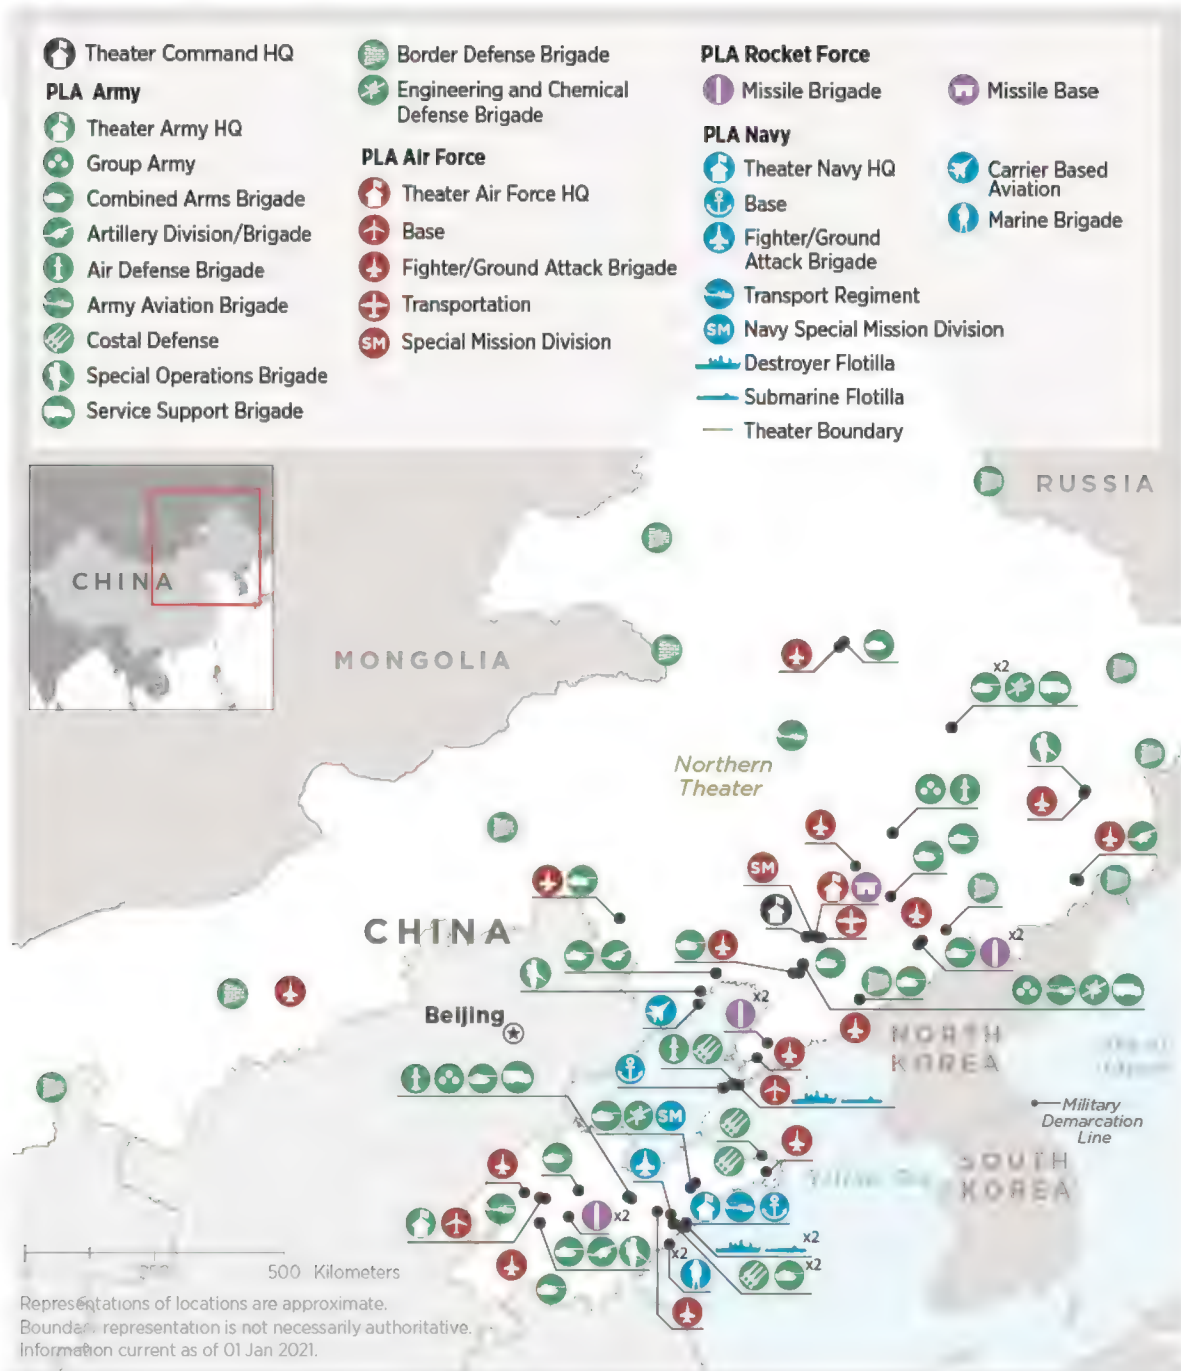 Theater Command HQ
PLA Army
Theater Army HQ
Group Army
Combined Arms Brigade
Artillery Division/Brigade
Air Defense Brigade
Army Aviation Brigade
Costal Defense
Special Operations Brigade
Service Support Brigade
Border Defense Brigade
Engineering and Chemical
Defense Brigade
PLA Air Force
Theater Air Force HQ
Base
Fighter/Ground Attack Brigade
Transportation
SM Special Mission Division
PLA Rocket Force
Missile Brigade
Missile Base
PLA Navy
Theater Navy HQ
Base
Fighter/Ground
Attack Brigade
Transport Regiment
SM Navy Special Mission Division
Destroyer Flotilla
Submarine Flotilla
Theater Boundary
Carrier Based
Aviation
Marine Brigade
CHINA
RUSSIA
MONGOLIA
x2
Northern
Theater
SM
CHINA
x2
Beijing
x2
NORTH
KOREA
SM
Military
Demarcation
Line
SOUTH
KOREA
x2
x2
x2
x2
500 Kilometers
Representations of locations are approximate.
Boundary representation is not necessarily authoritative.
Information current as of 01 Jan 2021.